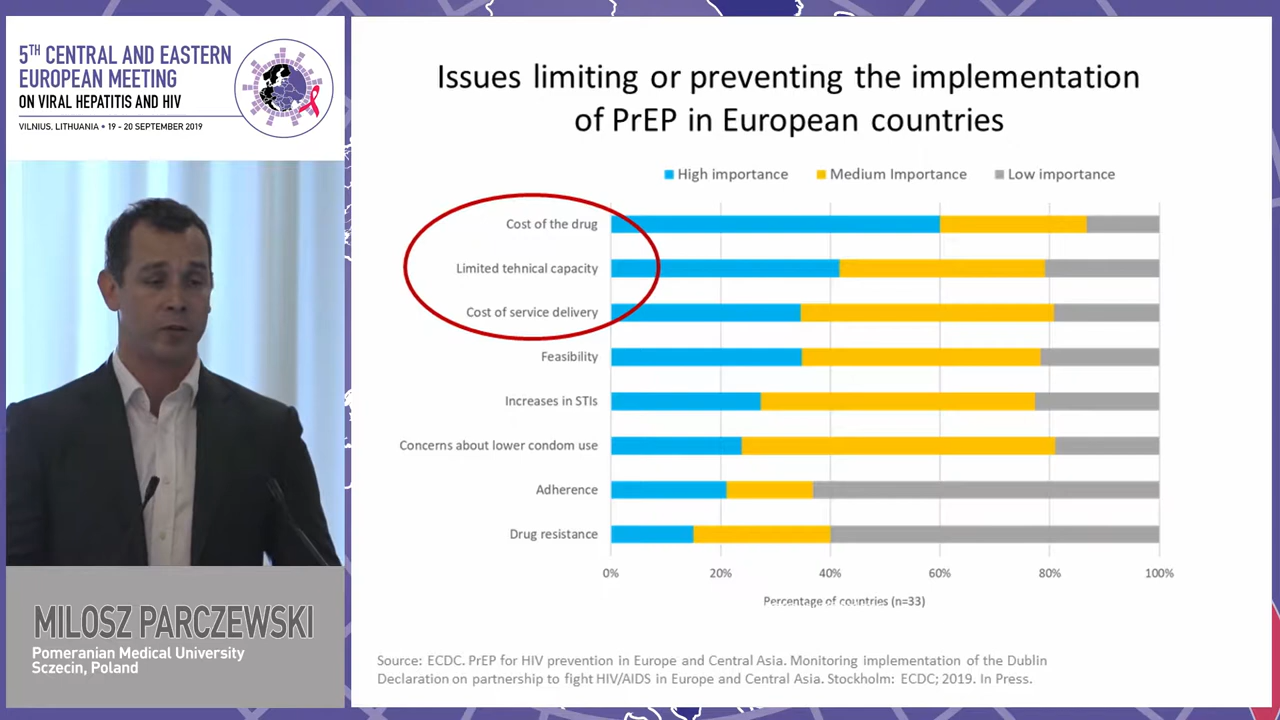 5TH CENTRAL AND EASTERN
EUROPEAN MEETING
ON VIRAL HEPATITIS AND HIV
VILNIUS, LITHUANIA • 19 - 20 SEPTEMBER 2019
Issues limiting or preventing the implementation
of PrEP in European countries
High importance Medium Importance Low importance
Cost of the drug
Limited tehnical capacity
Cost of service delivery
Feasibility
Increases in STIs
Concerns about lower condom use
Adherence
Drug resistance
0% 20% 40% 60% 80% 100%
Percentage of countries (n=33)
Source: ECDC. PrEP for HIV prevention in Europe and Central Asia. Monitoring implementation of the Dublin
Declaration on partnership to fight HIV/AIDS in Europe and Central Asia. Stockholm: ECDC; 2019. In Press.
MILOSZ PARCZEWSKI
Pomeranian Medical University
Sczecin, Poland